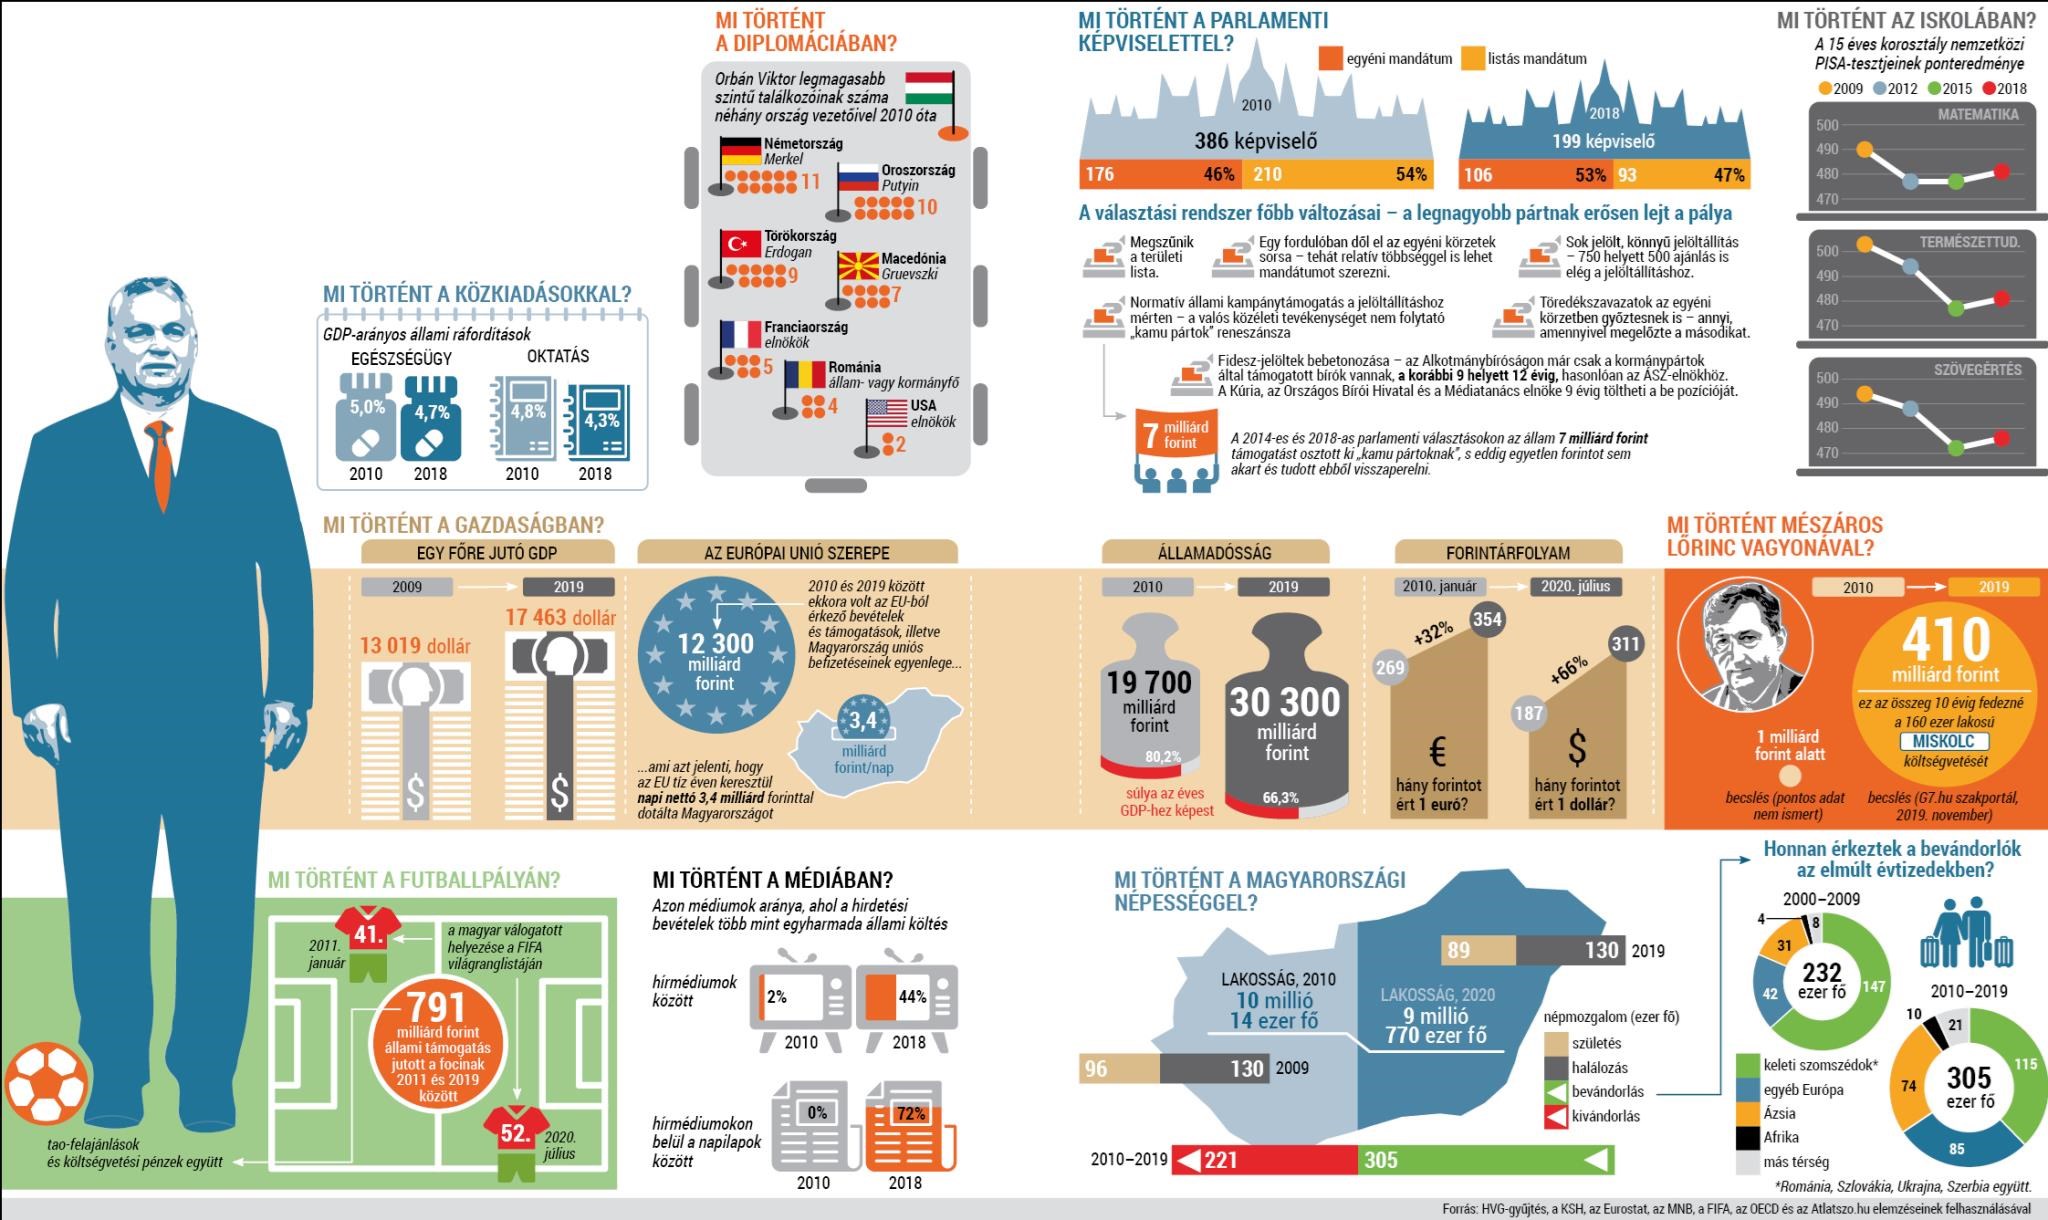 MI TÖRTÉNT
A DIPLOMÁCIÁBAN?
Orbán Viktor legmagasabb
szintű találkozóinak száma
néhány ország vezetőivel 2010 óta
Németország
Merkel
11
Oroszország
Putyin
10
Törökország
Erdogan
9
Macedónia
Gruevszki
7
Franciaország
elnökök
5
Románia
állam- vagy kormányfő
4
USA
elnökök
2
MI TÖRTÉNT A PARLAMENTI
KÉPVISELETTEL?
egyéni mandátum
listás mandátum
2010
386 képviselő
176 46% 210 54%
2018
199 képviselő
106 53% 93 47%
A választási rendszer főbb változásai – a legnagyobb pártnak erősen lejt a pálya
Megszűnik
a területi
lista.
Egy fordulóban dől el az egyéni körzetek
sorsa – tehát relatív többséggel is lehet
mandátumot szerezni.
Sok jelölt, könnyű jelöltállítás
– 750 helyett 500 ajánlás is
elég a jelöltállításhoz.
Normatív állami kampánytámogatás a jelöltállításhoz
mérten – a valós közéleti tevékenységet nem folytató
„kamu pártok” reneszánsza
Töredékszavazatok az egyéni
körzetben győztesnek is – annyi,
amennyivel megelőzte a másodikat.
Fidesz-jelöltek bebetonozása – az Alkotmánybíróságon már csak a kormánypártok
által támogatott bírók vannak, a korábbi 9 helyett 12 évig, hasonlóan az ÁSZ-elnökhöz.
A Kúria, az Országos Bírói Hivatal és a Médiatanács elnöke 9 évig töltheti a be pozícióját.
7 milliárd
forint
A 2014-es és 2018-as parlamenti választásokon az állam 7 milliárd forint
támogatást osztott ki „kamu pártoknak”, s eddig egyetlen forintot sem
akart és tudott ebből visszaperelni.
MI TÖRTÉNT AZ ISKOLÁBAN?
A 15 éves korosztály nemzetközi
PISA-tesztjeinek ponteredménye
2009 2012 2015 2018
MATEMATIKA
500
490
480
470
TERMÉSZETTUD.
500
490
480
470
SZÖVEGÉRTÉS
500
490
480
470
MI TÖRTÉNT A KÖZKIADÁSOKKAL?
GDP-arányos állami ráfordítások
EGÉSZSÉGÜGY
5,0% 4,7%
2010 2018
OKTATÁS
4,8% 4,3%
2010 2018
MI TÖRTÉNT A GAZDASÁGBAN?
EGY FŐRE JUTÓ GDP
2009
2019
13 019 dollár
17 463 dollár
$
$
AZ EURÓPAI UNIÓ SZEREPE
12 300
milliárd
forint
2010 és 2019 között
ekkora volt az EU-ból
érkező bevételek
és támogatások, illetve
Magyarország uniós
befizetéseinek egyenlege...
3,4
milliárd
forint/nap
...ami azt jelenti, hogy
az EU tíz éven keresztül
napi nettó 3,4 milliárd forinttal
dotálta Magyarországot
ÁLLAMADÓSSÁG
2010
2019
19 700
milliárd
forint
80,2%
30 300
milliárd
forint
66,3%
súlya az éves
GDP-hez képest
FORINTÁRFOLYAM
2010. január
2020. július
269
+32%
354
€
hány forintot
ért 1 euró?
187
+66%
311
$
hány forintot
ért 1 dollár?
MI TÖRTÉNT MÉSZÁROS
LŐRINC VAGYONÁVAL?
2010
2019
1 milliárd
forint alatt
becslés (pontos adat
nem ismert)
410
milliárd forint
ez az összeg 10 évig fedezné
a 160 ezer lakosú
MISKOLC
költségvetését
becslés (G7.hu szakportál,
2019. november)
MI TÖRTÉNT A FUTBALLPÁLYÁN?
2011.
január
41.
a magyar válogatott
helyezése a FIFA
világranglistáján
791
milliárd forint
állami támogatás
jutott a focinak
2011 és 2019
között
52.
2020.
július
tao-felajánlások
és költségvetési pénzek együtt
MI TÖRTÉNT A MÉDIÁBAN?
Azon médiumok aránya, ahol a hirdetési
bevételek több mint egyharmada állami költés
hírmédiumok
között
2%
44%
2010
2018
hírmédiumokon
belül a napilapok
között
0%
72%
2010
2018
MI TÖRTÉNT A MAGYARORSZÁGI
NÉPESSÉGGEL?
89 130 2019
LAKOSSÁG, 2010
10 millió
14 ezer fő
LAKOSSÁG, 2020
9 millió
770 ezer fő
96 130 2009
népmozgalom (ezer fő)
születés
halálozás
bevándorlás
kivándorlás
2010–2019 221 305
Honnan érkeztek a bevándorlók
az elmúlt évtizedekben?
2000–2009
4
8
31
42
147
232
ezer fő
2010–2019
10
21
74
115
85
305
ezer fő
keleti szomszédok*
egyéb Európa
Ázsia
Afrika
más térség
*Románia, Szlovákia, Ukrajna, Szerbia együtt.
Forrás: HVG-gyűjtés, a KSH, az Eurostat, az MNB, a FIFA, az OECD és az Atlatszo.hu elemzéseinek felhasználásával